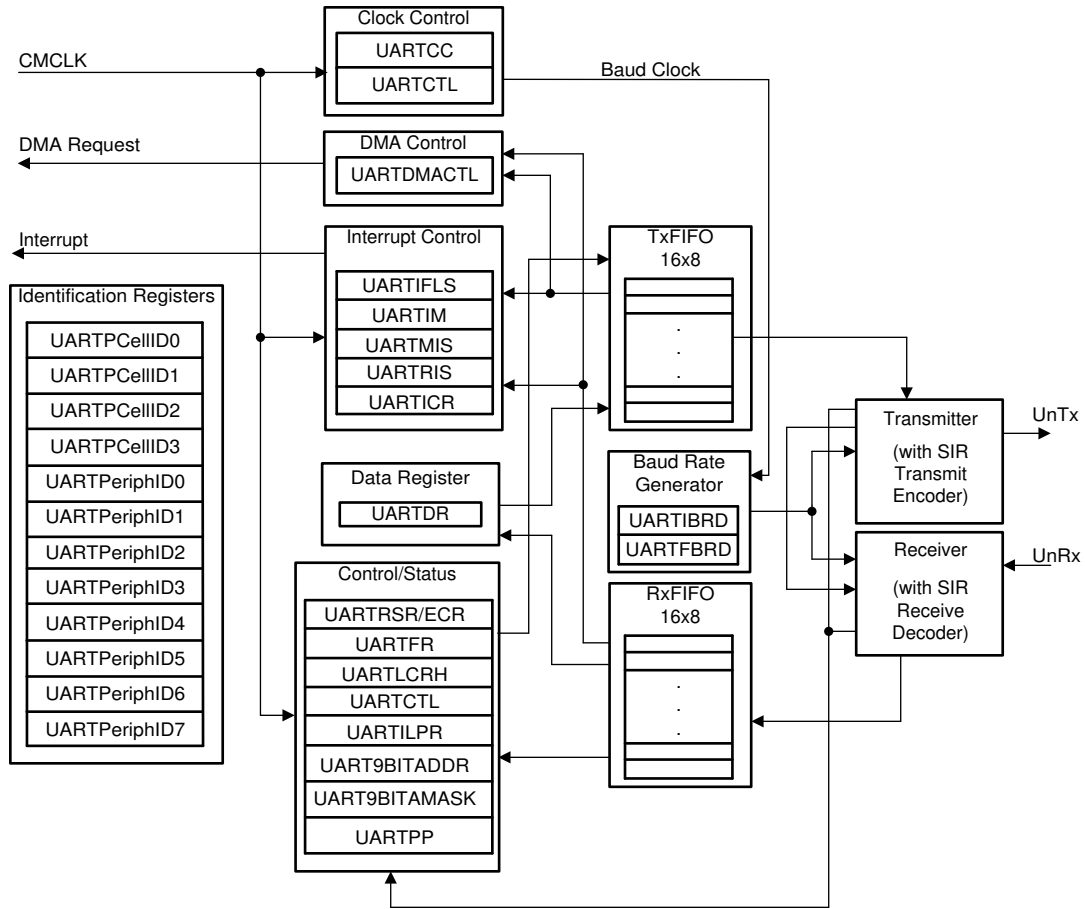 Clock Control
UARTCC
UARTCTL
CMCLK
Baud Clock
DMA Request
DMA Control
UARTDMACTL
Interrupt
Interrupt Control
UARTIFLS
UARTIM
UARTMIS
UARTRIS
UARTICR
TxFIFO
16x8
.
.
.
Identification Registers
UARTPCellID0
UARTPCellID1
UARTPCellID2
UARTPCellID3
UARTPeriphID0
UARTPeriphID1
UARTPeriphID2
UARTPeriphID3
UARTPeriphID4
UARTPeriphID5
UARTPeriphID6
UARTPeriphID7
Data Register
UARTDR
Baud Rate
Generator
UARTIBRD
UARTFBRD
Transmitter
(with SIR
Transmit
Encoder)
UnTx
Receiver
(with SIR
Receive
Decoder)
UnRx
Control/Status
UARTRSR/ECR
UARTFR
UARTLCRH
UARTCTL
UARTILPR
UART9BITADDR
UART9BITAMASK
UARTPP
RxFIFO
16x8
.
.
.